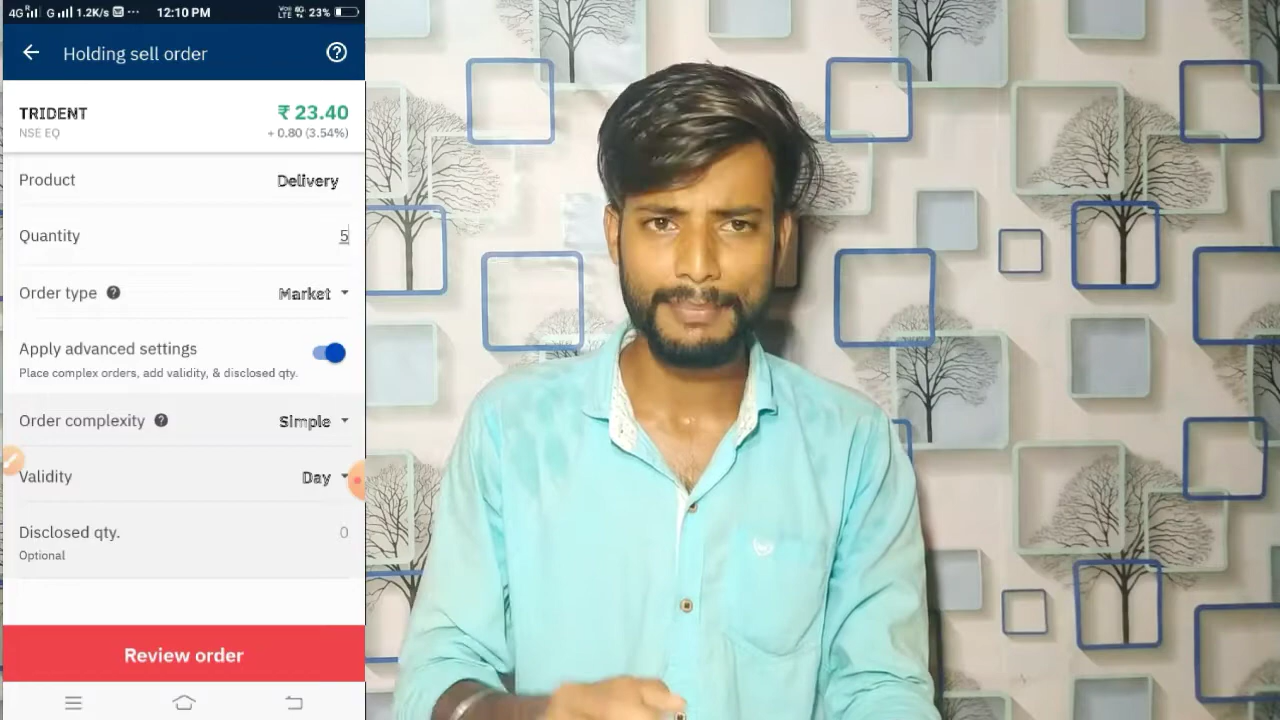 4G G 1.2K/s ... 12:10 PM VoLTE 4G 23%
Holding sell order
TRIDENT ₹ 23.40
NSE EQ + 0.80 (3.54%)
Product Delivery
Quantity 5
Order type Market
Apply advanced settings
Place complex orders, add validity, & disclosed qty.
Order complexity Simple
Validity Day
Disclosed qty. 0
Optional
Review order